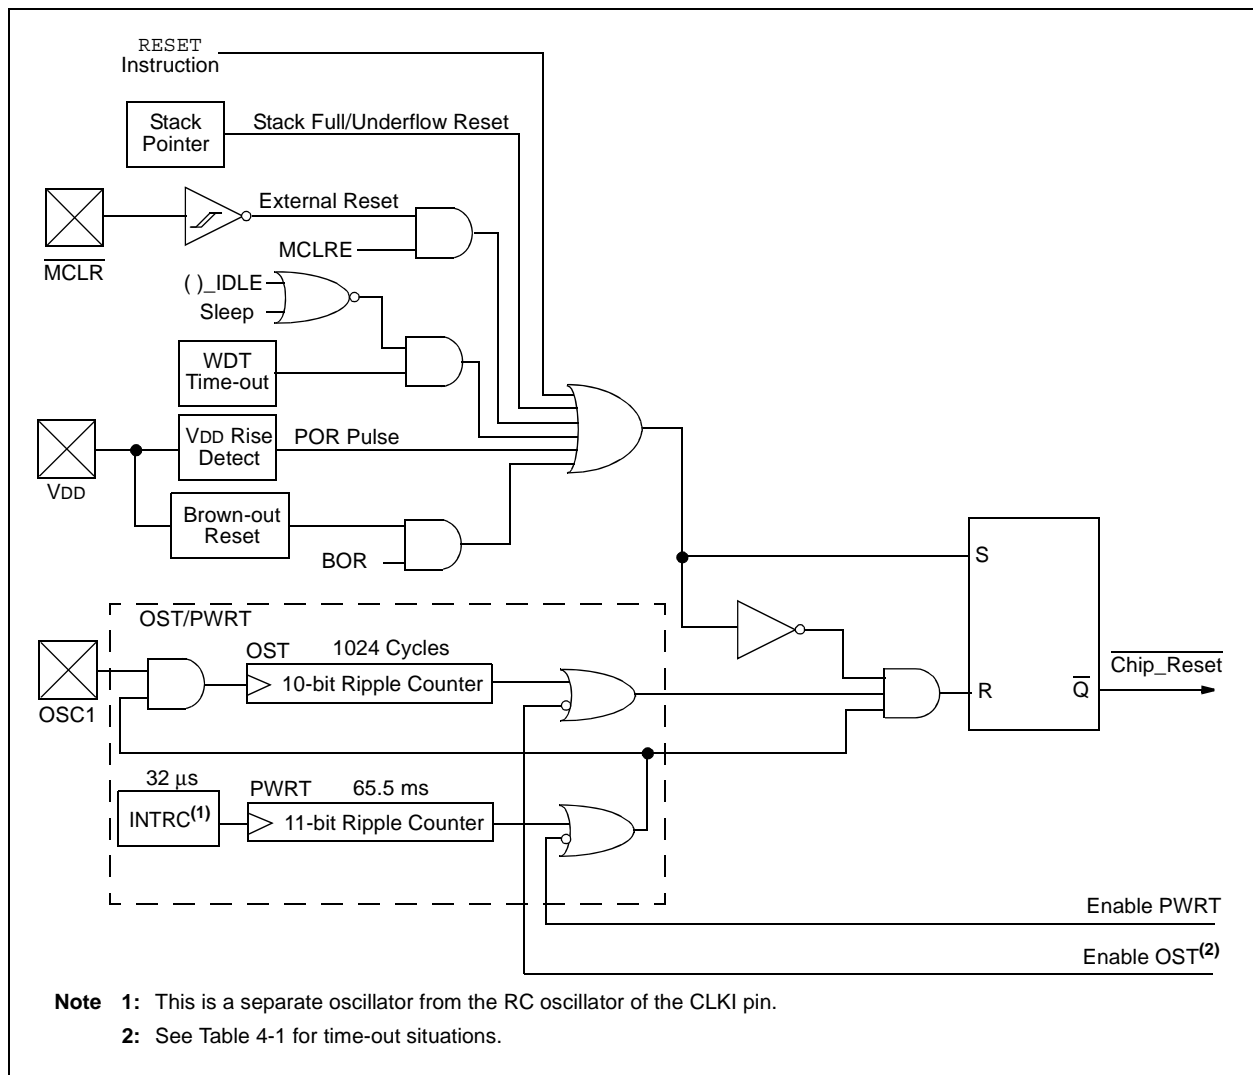 RESET
Instruction
Stack
Pointer
Stack Full/Underflow Reset
External Reset
MCLR
MCLRE
( )_IDLE
Sleep
WDT
Time-out
VDD
VDD Rise
Detect
POR Pulse
Brown-out
Reset
BOR
S
R
Q
Chip_Reset
OST/PWRT
OSC1
OST
1024 Cycles
10-bit Ripple Counter
32 μs
INTRC(1)
PWRT
65.5 ms
11-bit Ripple Counter
Enable PWRT
Enable OST(2)
Note 1: This is a separate oscillator from the RC oscillator of the CLKI pin.
2: See Table 4-1 for time-out situations.